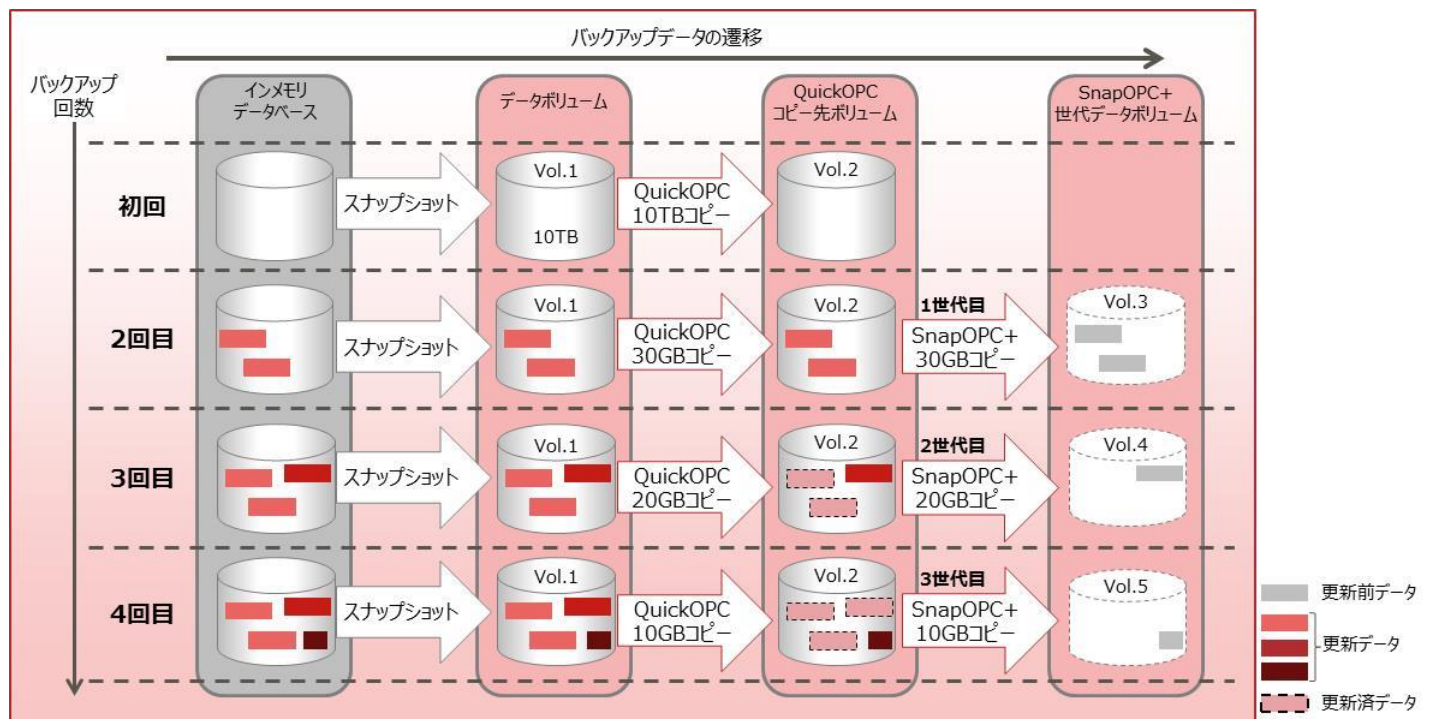 バックアップデータの遷移
バックアップ
回数
インメモリ
データベース
データボリューム
QuickOPC
コピー先ボリューム
SnapOPC+
世代データボリューム
初回
スナップショット
Vol.1
10TB
QuickOPC
10TBコピー
Vol.2
2回目
スナップショット
Vol.1
QuickOPC
30GBコピー
Vol.2
1世代目
SnapOPC+
30GBコピー
Vol.3
3回目
スナップショット
Vol.1
QuickOPC
20GBコピー
Vol.2
2世代目
SnapOPC+
20GBコピー
Vol.4
4回目
スナップショット
Vol.1
QuickOPC
10GBコピー
Vol.2
3世代目
SnapOPC+
10GBコピー
Vol.5
更新前データ
更新データ
更新済データ